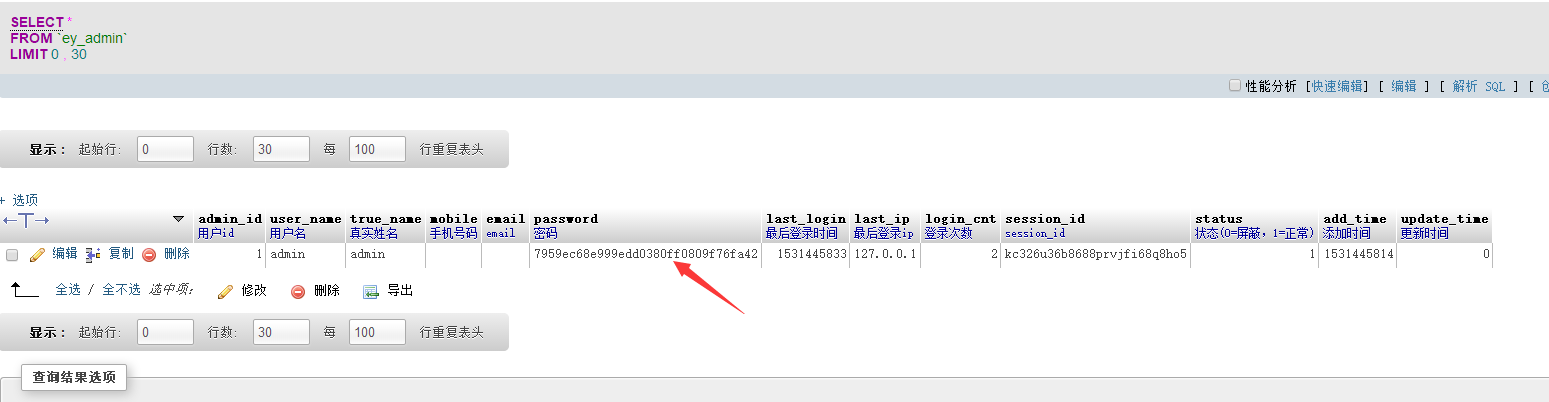 SELECT *
FROM `ey_admin`
LIMIT 0 , 30
性能分析 [快速编辑] [ 编辑 ] [ 解析 SQL ] [ 创
显示： 起始行: 0 行数: 30 每 100 行重复表头
+ 选项
←T→ admin_id user_name true_name mobile email password last_login last_ip login_cnt session_id status add_time update_time
用户id 用户名 真实姓名 手机号码 email 密码 最后登录时间 最后登录ip 登录次数 session_id 状态(0=屏蔽，1=正常) 添加时间 更新时间
编辑 复制 删除 1 admin admin 7959ec68e999edd0380ff0809f76fa42 1531445833 127.0.0.1 2 kc326u36b8688prvjfi68q8ho5 1 1531445814 0
全选 / 全不选 选中项： 修改 删除 导出
显示： 起始行: 0 行数: 30 每 100 行重复表头
查询结果选项